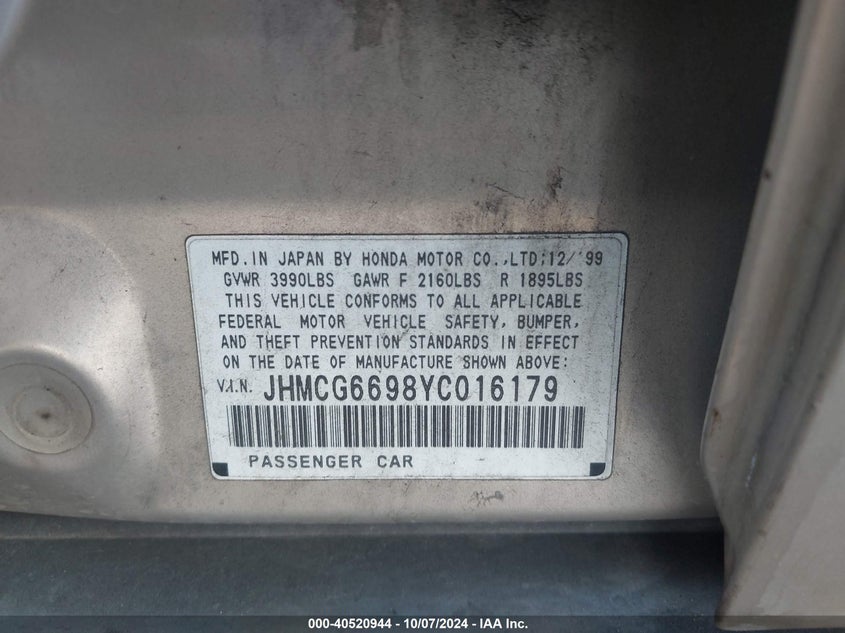 MFD.IN JAPAN BY HONDA MOTOR CO.,LTD;12/'99
GVWR 3990LBS GAWR F 2160LBS R 1895LBS
THIS VEHICLE CONFORMS TO ALL APPLICABLE
FEDERAL MOTOR VEHICLE SAFETY, BUMPER,
AND THEFT PREVENTION STANDARDS IN EFFECT
ON THE DATE OF MANUFACTURE SHOWN ABOVE:
V.I.N. JHMCG6698YC016179
PASSENGER CAR
000-40520944 - 10/07/2024 - IAA Inc.